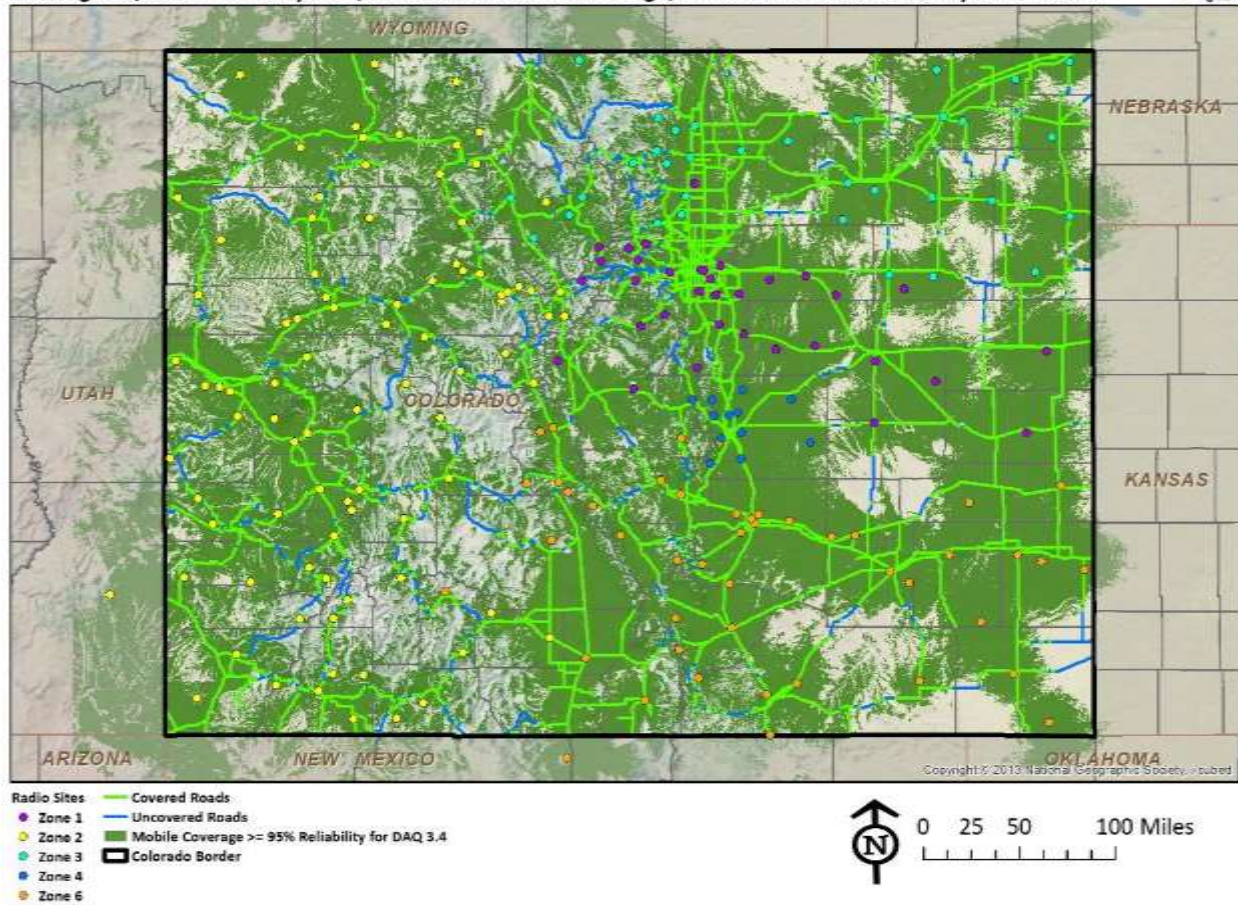 WYOMING
NEBRASKA
UTAH
COLORADO
KANSAS
ARIZONA
NEW MEXICO
OKLAHOMA
Copyright:© 2013 National Geographic Society, i-cubed
Radio Sites
Zone 1
Zone 2
Zone 3
Zone 4
Zone 6
Covered Roads
Uncovered Roads
Mobile Coverage >= 95% Reliability for DAQ 3.4
Colorado Border
N
0 25 50 100 Miles